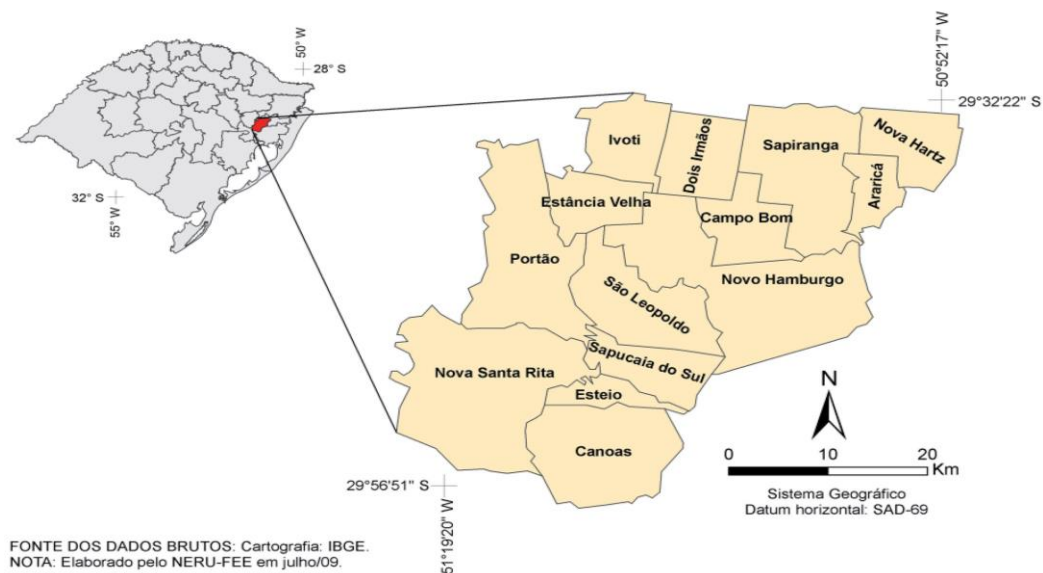 50° W
28° S
32° S
55° W
50°52'17" W
29°32'22" S
Ivoti
Dois Irmãos
Sapiranga
Nova Hartz
Araricá
Estância Velha
Campo Bom
Portão
Novo Hamburgo
São Leopoldo
Sapucaia do Sul
Nova Santa Rita
Esteio
Canoas
N
0 10 20
Km
Sistema Geográfico
Datum horizontal: SAD-69
29°56'51" S
51°19'20" W
FONTE DOS DADOS BRUTOS: Cartografia: IBGE.
NOTA: Elaborado pelo NERU-FEE em julho/09.